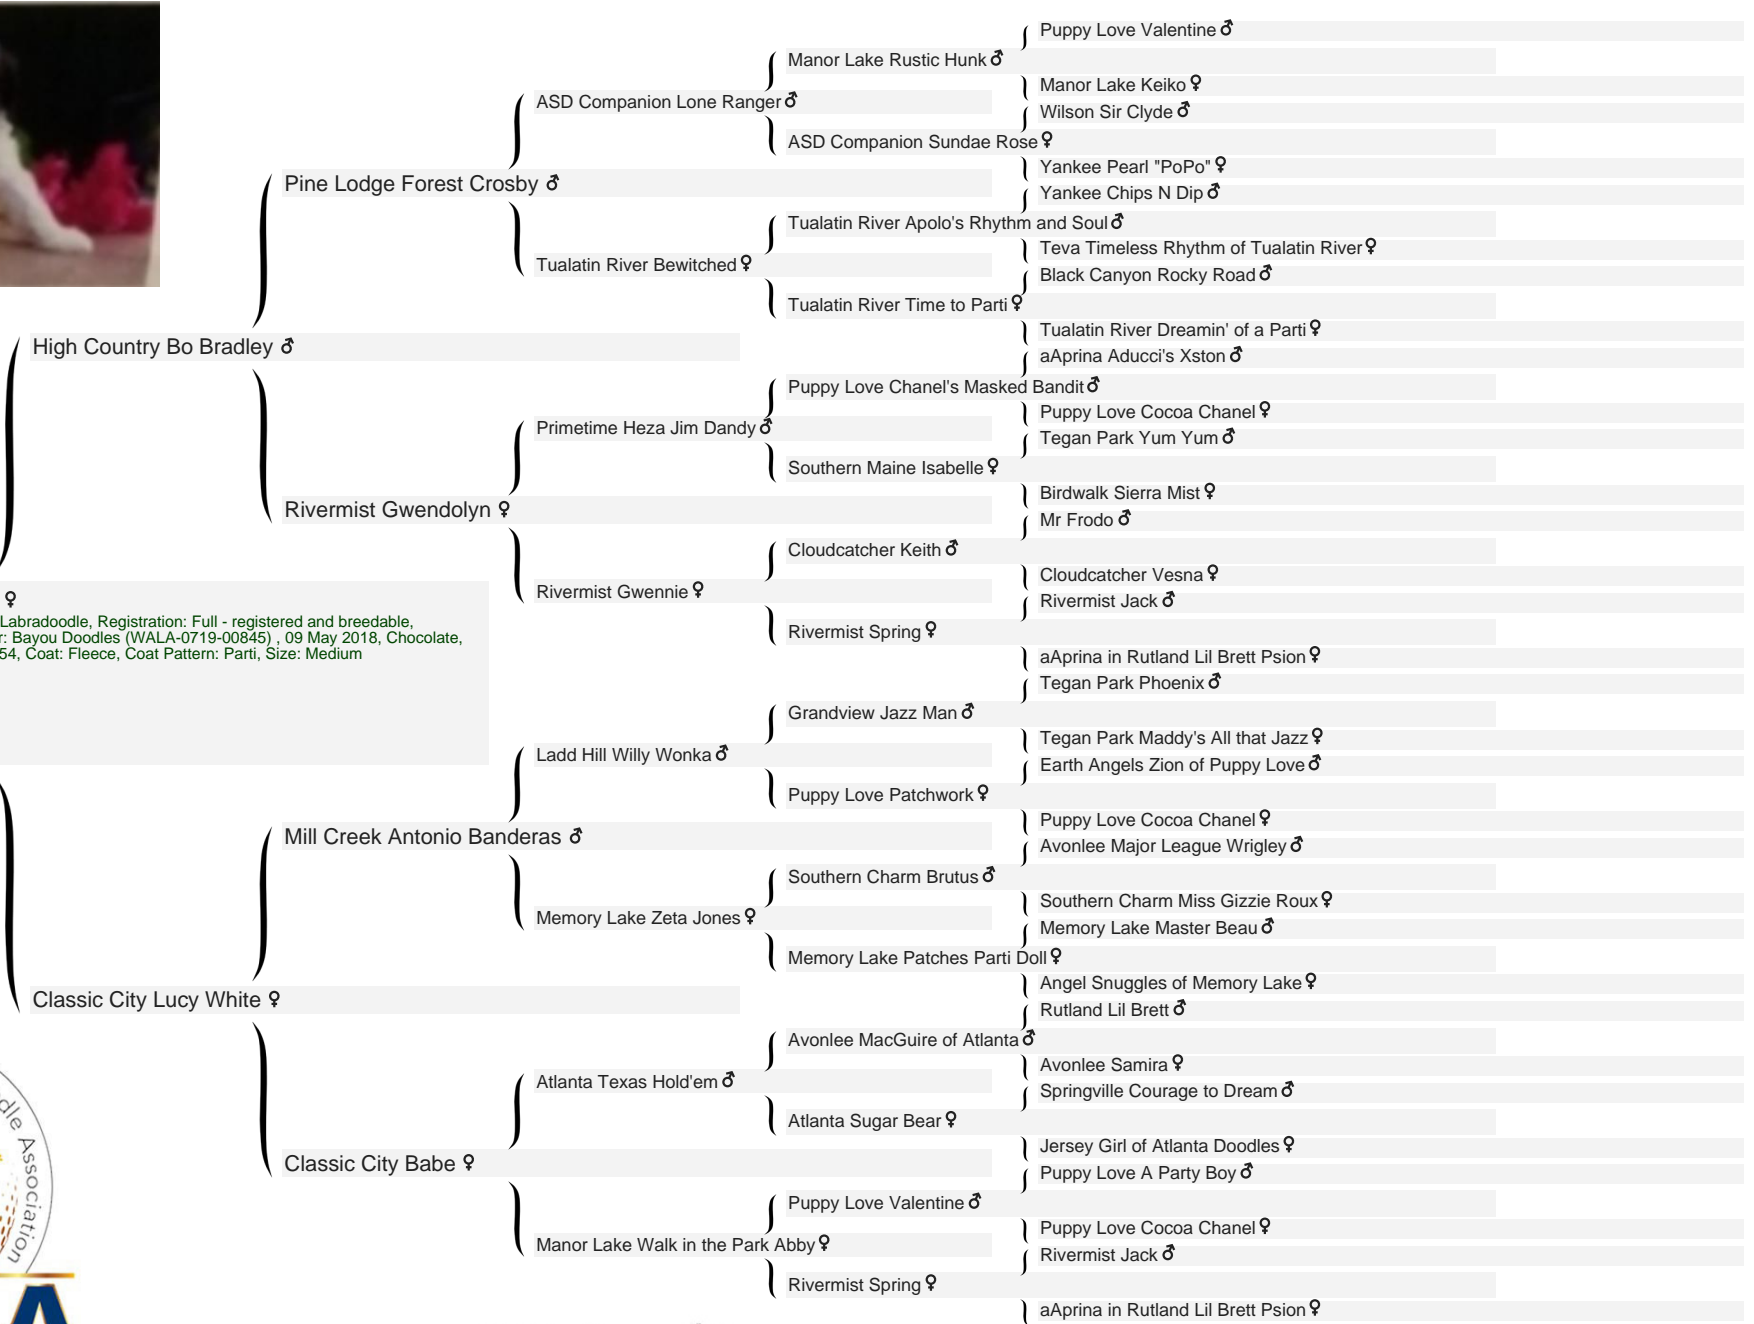 Puppy Love Valentine ♂
Manor Lake Rustic Hunk ♂
Manor Lake Keiko ♀
ASD Companion Lone Ranger ♂
Wilson Sir Clyde ♂
ASD Companion Sundae Rose ♀
Yankee Pearl "PoPo" ♀
Pine Lodge Forest Crosby ♂
Yankee Chips N Dip ♂
Tualatin River Apolo's Rhythm and Soul ♂
Teva Timeless Rhythm of Tualatin River ♀
Tualatin River Bewitched ♀
Black Canyon Rocky Road ♂
Tualatin River Time to Parti ♀
Tualatin River Dreamin' of a Parti ♀
High Country Bo Bradley ♂
aAprina Aducci's Xston ♂
Puppy Love Chanel's Masked Bandit ♂
Puppy Love Cocoa Chanel ♀
Primetime Heza Jim Dandy ♂
Tegan Park Yum Yum ♂
Southern Maine Isabelle ♀
Birdwalk Sierra Mist ♀
Rivermist Gwendolyn ♀
Mr Frodo ♂
Cloudcatcher Keith ♂
Cloudcatcher Vesna ♀
Rivermist Gwennie ♀
Rivermist Jack ♂
Rivermist Spring ♀
aAprina in Rutland Lil Brett Psion ♀
♀
Labradoodle, Registration: Full - registered and breedable,
r: Bayou Doodles (WALA-0719-00845) , 09 May 2018, Chocolate,
54, Coat: Fleece, Coat Pattern: Parti, Size: Medium
Tegan Park Phoenix ♂
Grandview Jazz Man ♂
Tegan Park Maddy's All that Jazz ♀
Ladd Hill Willy Wonka ♂
Earth Angels Zion of Puppy Love ♂
Puppy Love Patchwork ♀
Puppy Love Cocoa Chanel ♀
Mill Creek Antonio Banderas ♂
Avonlee Major League Wrigley ♂
Southern Charm Brutus ♂
Southern Charm Miss Gizzie Roux ♀
Memory Lake Zeta Jones ♀
Memory Lake Master Beau ♂
Memory Lake Patches Parti Doll ♀
Angel Snuggles of Memory Lake ♀
Classic City Lucy White ♀
Rutland Lil Brett ♂
Avonlee MacGuire of Atlanta ♂
Avonlee Samira ♀
Atlanta Texas Hold'em ♂
Springville Courage to Dream ♂
Atlanta Sugar Bear ♀
Jersey Girl of Atlanta Doodles ♀
Classic City Babe ♀
Puppy Love A Party Boy ♂
Puppy Love Valentine ♂
Puppy Love Cocoa Chanel ♀
Manor Lake Walk in the Park Abby ♀
Rivermist Jack ♂
Rivermist Spring ♀
aAprina in Rutland Lil Brett Psion ♀
dle Association
A